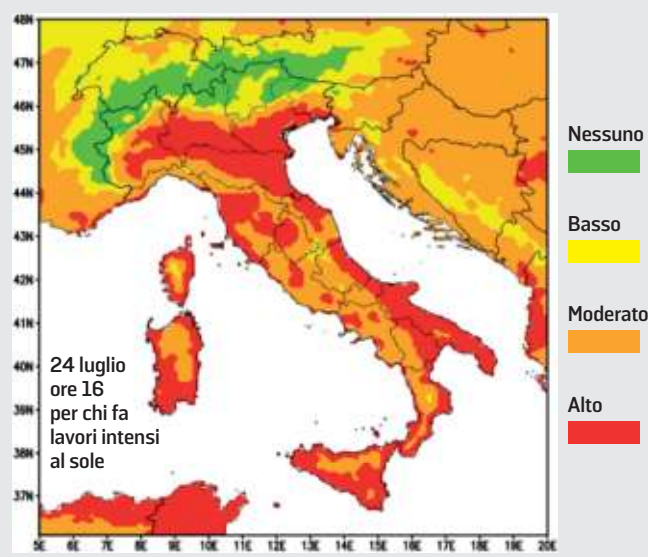 48N
47N
46N
45N
44N
43N
42N
41N
40N
39N
38N
37N
5E 6E 7E 8E 9E 10E 11E 12E 13E 14E 15E 16E 17E 18E 19E 20E
24 luglio
ore 16
per chi fa
lavori intensi
al sole
Nessuno
Basso
Moderato
Alto